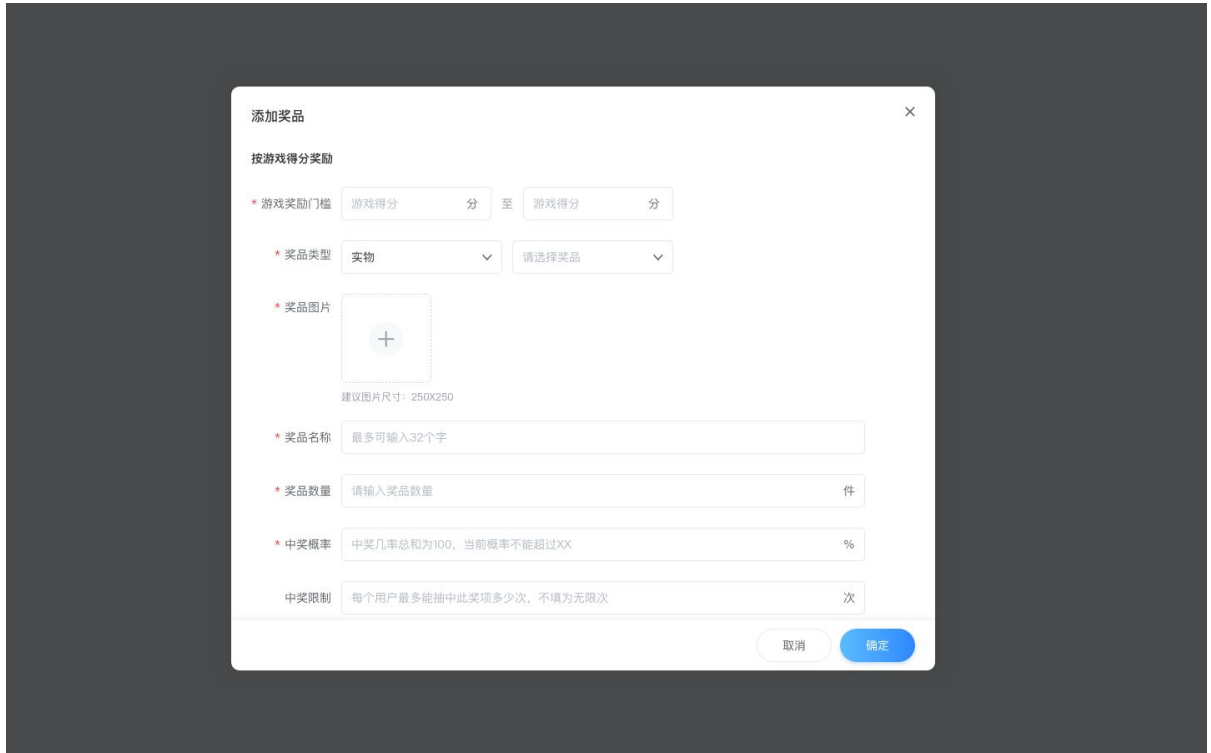 添加奖品
按游戏得分奖励
* 游戏奖励门槛 游戏得分 分 至 游戏得分 分
* 奖品类型 实物 请选择奖品
* 奖品图片
建议图片尺寸：250X250
* 奖品名称 最多可输入32个字
* 奖品数量 请输入奖品数量 件
* 中奖概率 中奖几率总和为100，当前概率不能超过XX %
中奖限制 每个用户最多能抽中此奖项多少次，不填为无限次 次
取消 确定